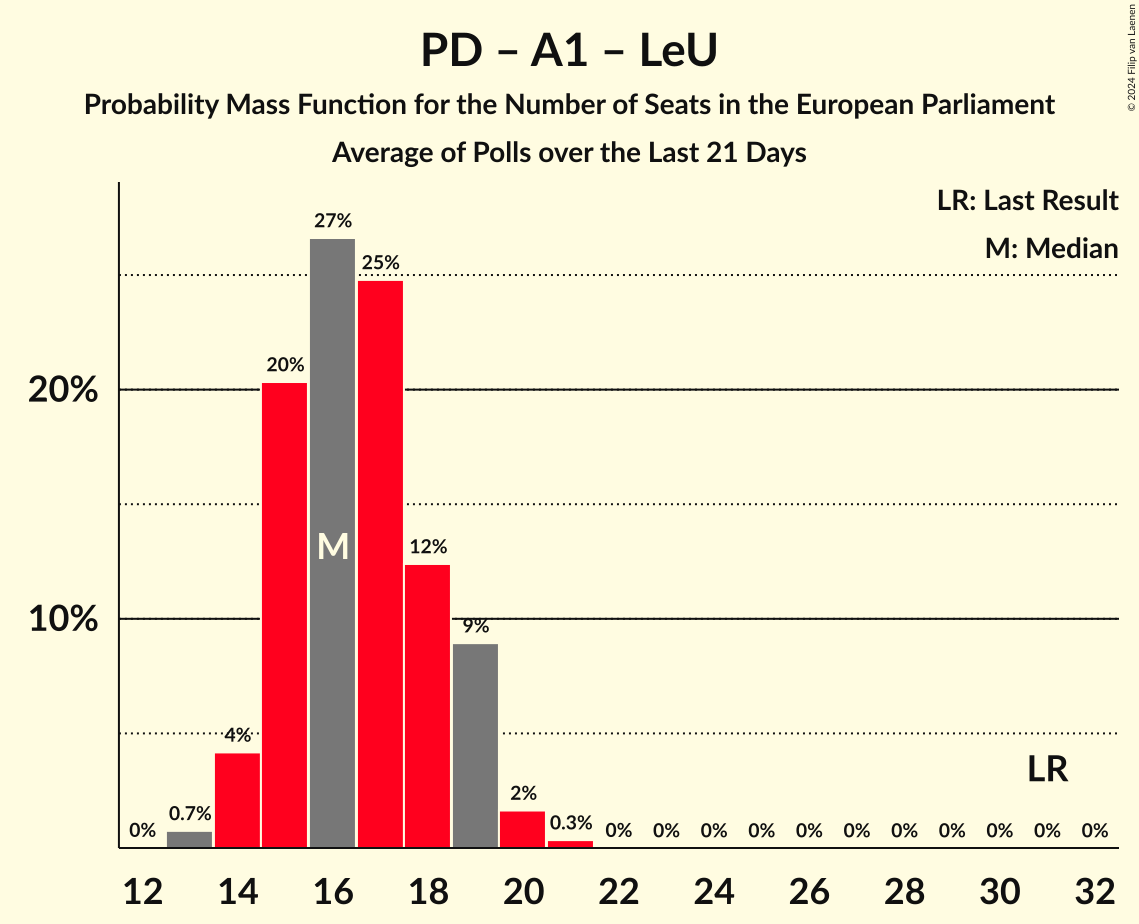 PD – A1 – LeU
Probability Mass Function for the Number of Seats in the European Parliament
Average of Polls over the Last 21 Days
© 2024 Filip van Laenen
LR: Last Result
M: Median
27%
25%
20%
20%
M
12%
10%
9%
4%
LR
2%
0% 0.7% 0.3% 0% 0% 0% 0% 0% 0% 0% 0% 0% 0% 0%
12 14 16 18 20 22 24 26 28 30 32